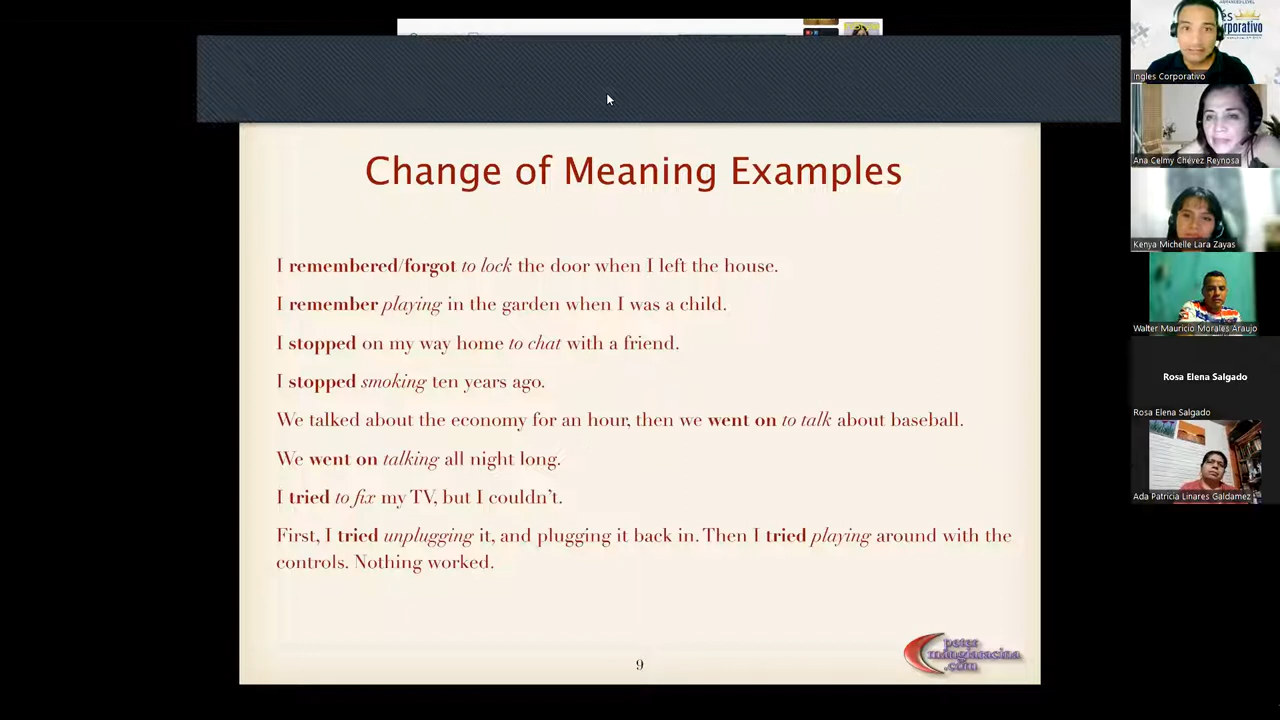 Change of Meaning Examples
I remembered/forgot to lock the door when I left the house.
I remember playing in the garden when I was a child.
I stopped on my way home to chat with a friend.
I stopped smoking ten years ago.
We talked about the economy for an hour, then we went on to talk about baseball.
We went on talking all night long.
I tried to fix my TV, but I couldn't.
First, I tried unplugging it, and plugging it back in. Then I tried playing around with the
controls. Nothing worked.
9
peter
mangiaracina
.com
Ingles Corporativo
Ana Celmy Chévez Reynosa
Kenya Michelle Lara Zayas
Walter Mauricio Morales Araujo
Rosa Elena Salgado
Rosa Elena Salgado
Ada Patricia Linares Galdamez